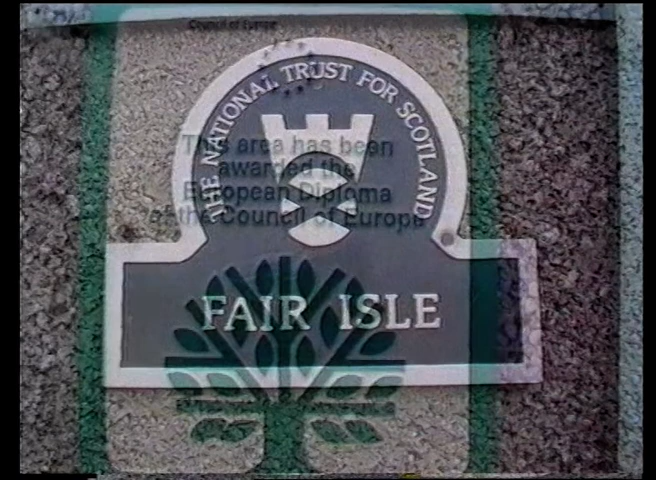 Council of Europe
THE NATIONAL TRUST FOR SCOTLAND
This area has been
awarded the
European Diploma
of the Council of Europe
FAIR ISLE